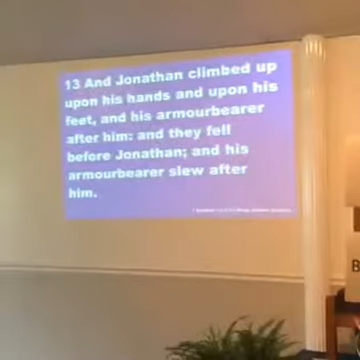 13 And Jonathan climbed up
upon his hands and upon his
feet, and his armourbearer
after him: and they fell
before Jonathan; and his
armourbearer slew after
him.
B